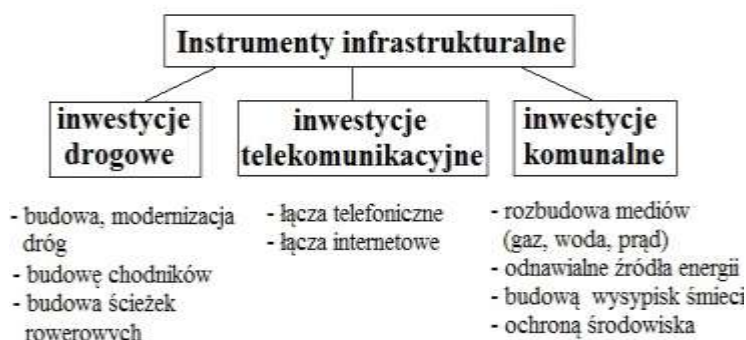 Instrumenty infrastrukturalne
inwestycje
drogowe
- budowa, modernizacja
dróg
- budowę chodników
- budowa ścieżek
rowerowych
inwestycje
telekomunikacyjne
- łącza telefoniczne
- łącza internetowe
inwestycje
komunalne
- rozbudowa mediów
(gaz, woda, prąd)
- odnawialne źródła energii
- budową wysypisk śmieci
- ochroną środowiska